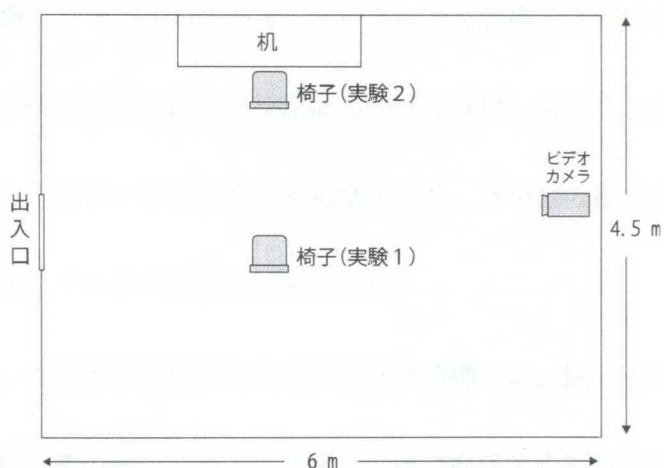 机
椅子(実験2)
ビデオ
カメラ
出入口
4.5 m
椅子(実験1)
6 m